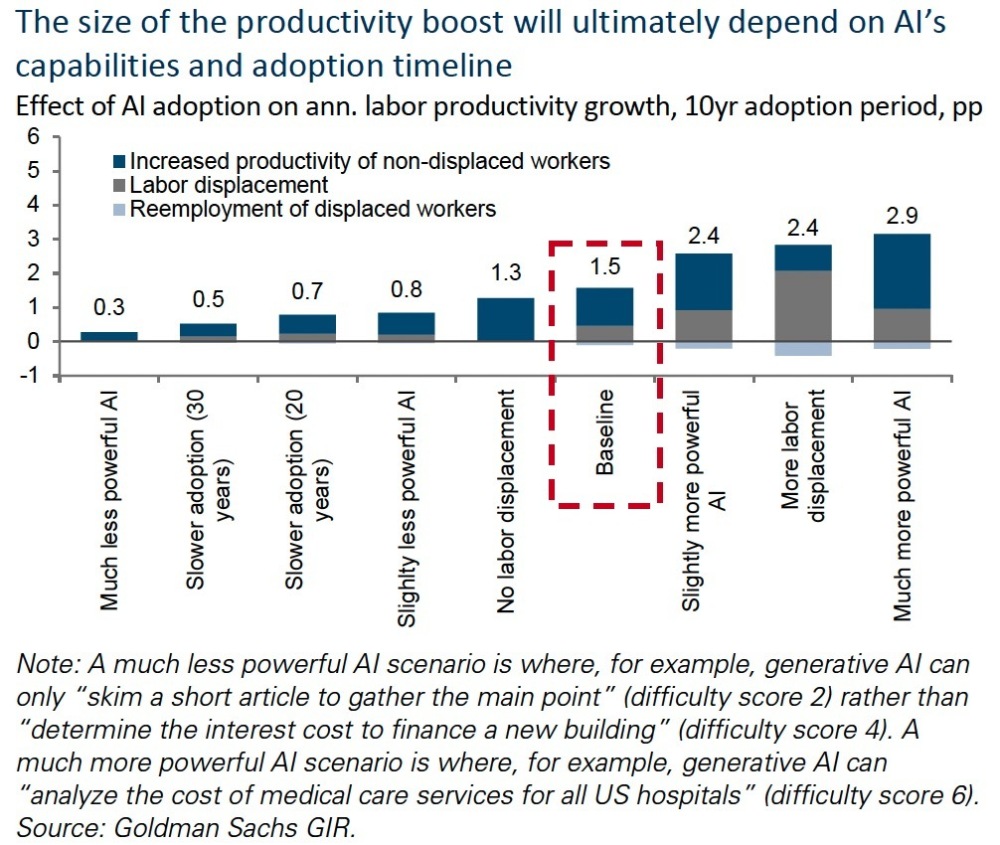 The size of the productivity boost will ultimately depend on AI's
capabilities and adoption timeline
Effect of AI adoption on ann. labor productivity growth, 10yr adoption period, pp
6
5
4
3
2
1
0
-1
Increased productivity of non-displaced workers
Labor displacement
Reemployment of displaced workers
0.3
0.5
0.7
0.8
1.3
1.5
2.4
2.4
2.9
Much less powerful AI
Slower adoption (30
years)
Slower adoption (20
years)
Slighlty less powerful AI
No labor displacement
Baseline
Slightly more powerful
AI
More labor
displacement
Much more powerful AI
Note: A much less powerful AI scenario is where, for example, generative AI can
only “skim a short article to gather the main point” (difficulty score 2) rather than
“determine the interest cost to finance a new building” (difficulty score 4). A
much more powerful AI scenario is where, for example, generative AI can
“analyze the cost of medical care services for all US hospitals” (difficulty score 6).
Source: Goldman Sachs GIR.